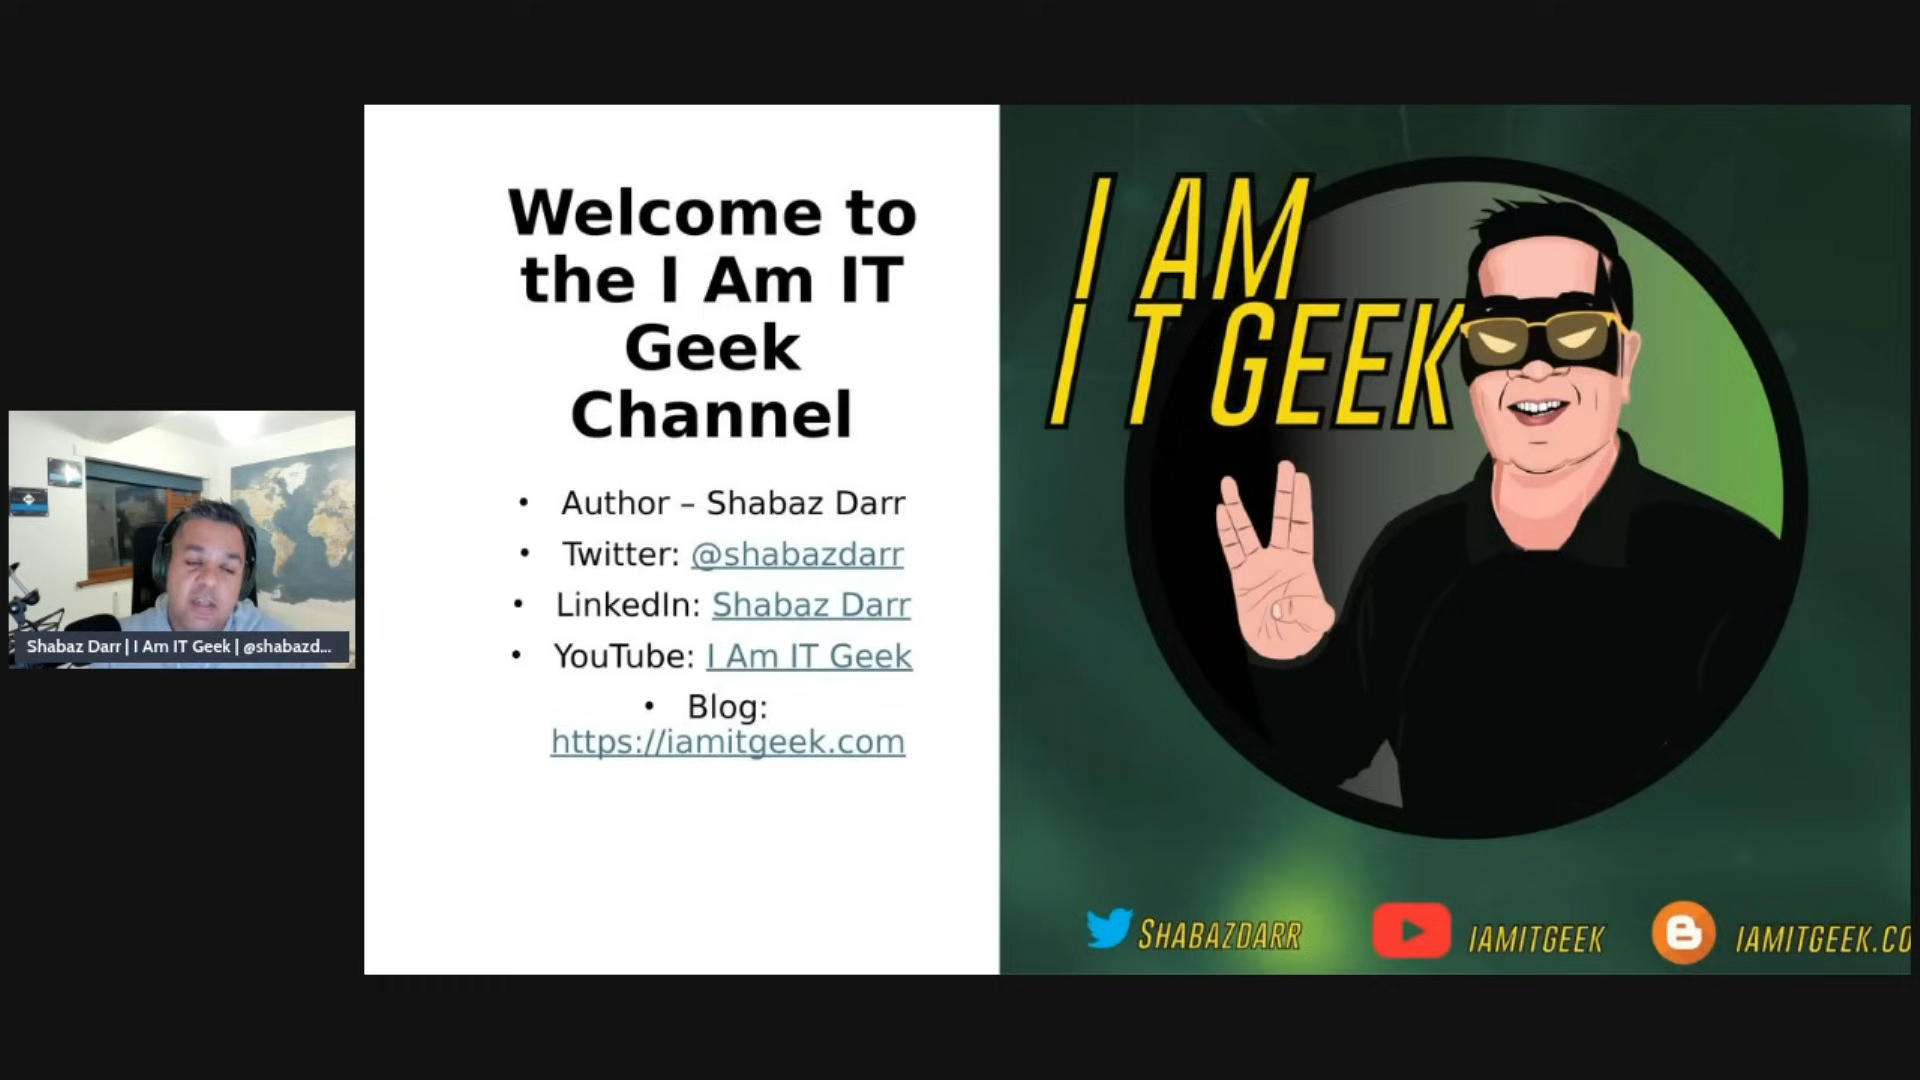 Welcome to
the I Am IT
Geek
Channel
• Author – Shabaz Darr
• Twitter: @shabazdarr
• LinkedIn: Shabaz Darr
• YouTube: I Am IT Geek
• Blog:
https://iamitgeek.com
I AM
IT GEEK
SHABAZDARR
IAMITGEEK
IAMITGEEK.CO
Shabaz Darr | I Am IT Geek | @shabazd...